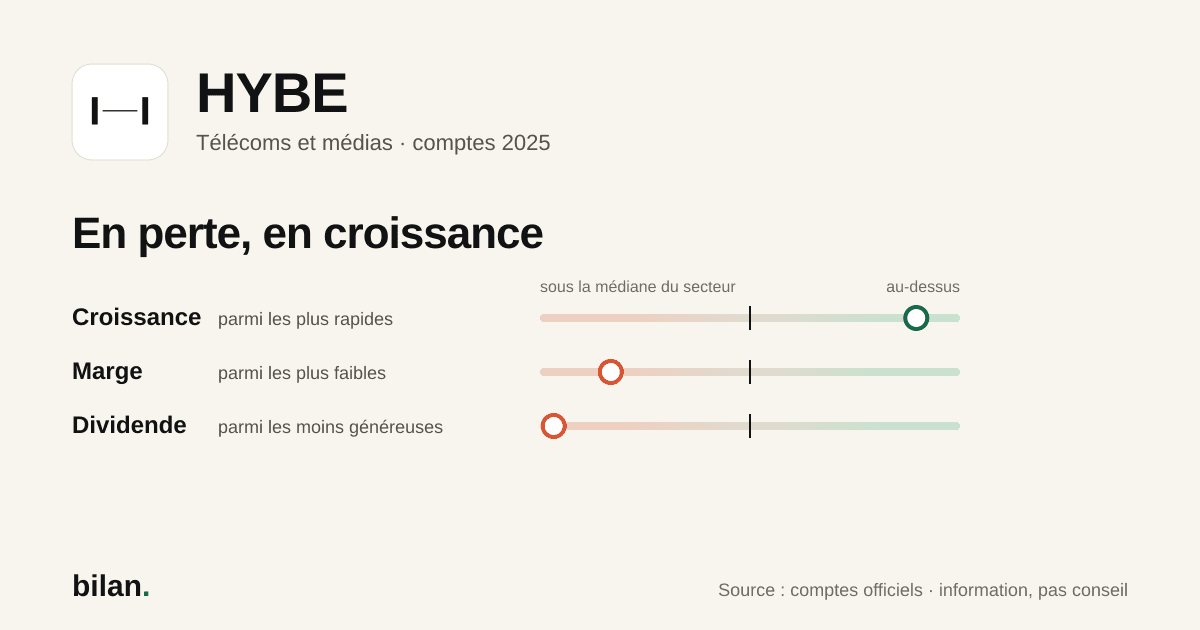 HYBE
Télécoms et médias · comptes 2025
En perte, en croissance
sous la médiane du secteur au-dessus
Croissance parmi les plus rapides
Marge parmi les plus faibles
Dividende parmi les moins généreuses
bilan.
Source : comptes officiels · information, pas conseil